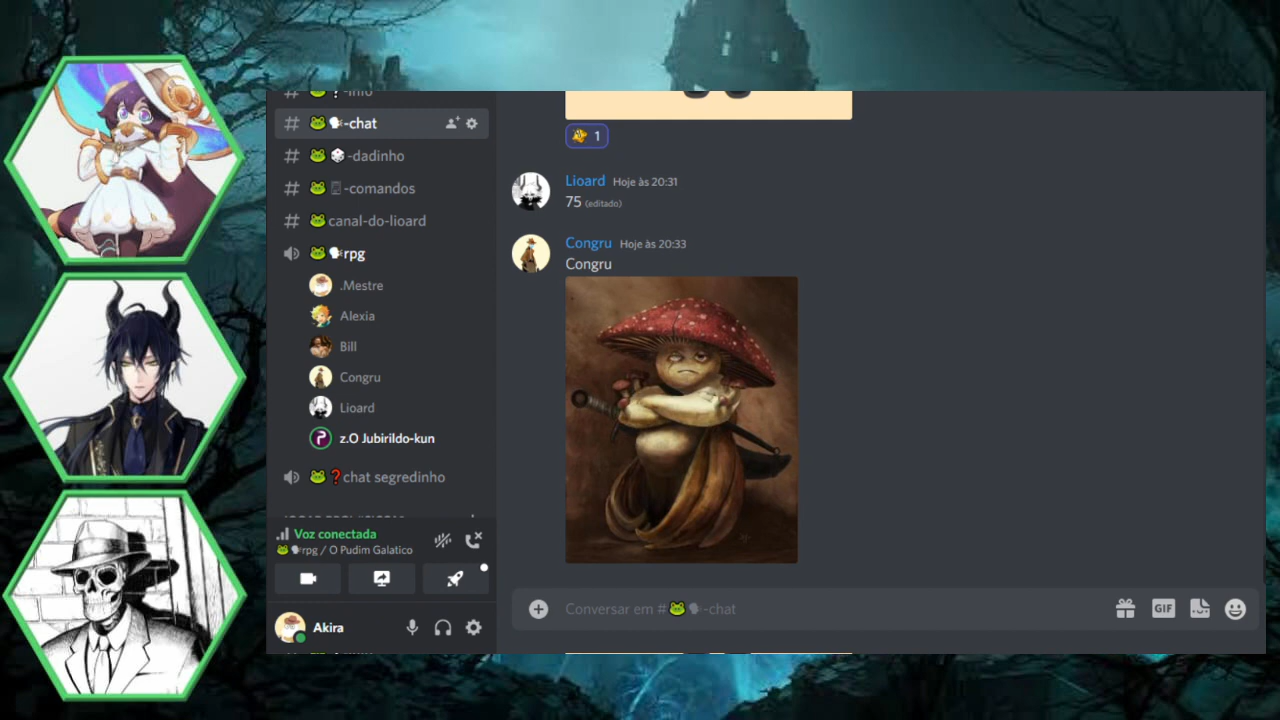 -info
-chat
-dadinho
-comandos
canal-do-lioard
rpg
.Mestre
Alexia
Bill
Congru
Lioard
z.O Jubirildo-kun
chat segredinho
Voz conectada
rpg / O Pudim Galatico
Akira
1
Lioard Hoje às 20:31
75 (editado)
Congru Hoje às 20:33
Congru
Conversar em # -chat
GIF